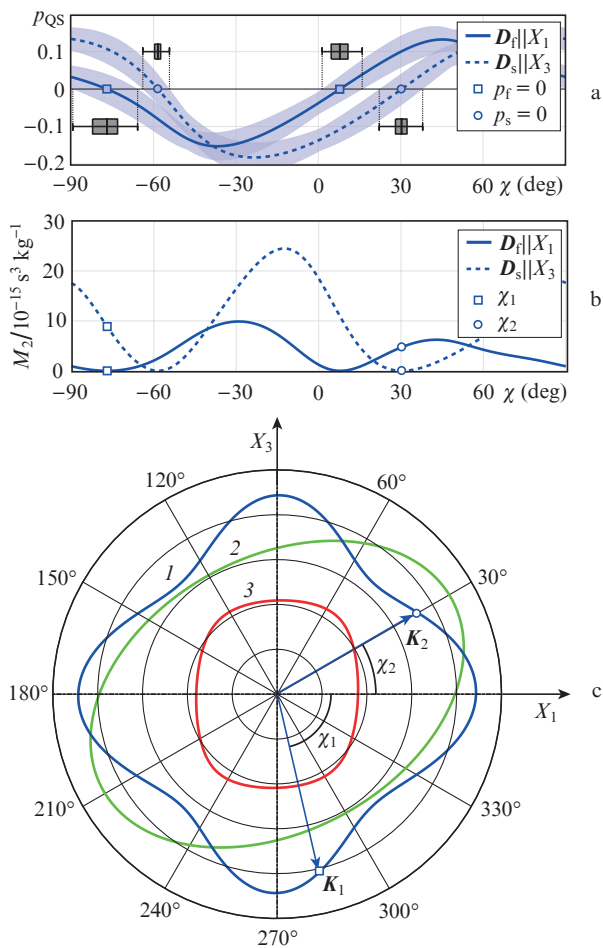 p_QS
0.1
0
−0.1
−0.2
D_f||X_1
D_s||X_3
p_f = 0
p_s = 0
a
−90 −60 −30 0 30 60 χ (deg)
M_2/10^−15 s^3 kg^−1
30
20
10
0
D_f||X_1
D_s||X_3
χ_1
χ_2
b
−90 −60 −30 0 30 60 χ (deg)
X_3
120° 60°
2
150° 1 3 30°
K_2
χ_2
180° X_1 c
χ_1
210° 330°
K_1
240° 300°
270°